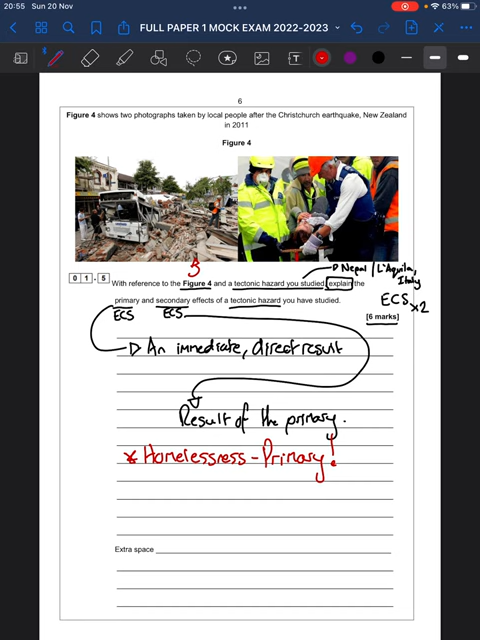 20:55 Sun 20 Nov
63%
FULL PAPER 1 MOCK EXAM 2022-2023
6
Figure 4 shows two photographs taken by local people after the Christchurch earthquake, New Zealand
in 2011
Figure 4
Nepal / L'Aquila,
Italy
0 1 . 5
With reference to the Figure 4 and a tectonic hazard you studied, explain the
primary and secondary effects of a tectonic hazard you have studied.
ECS x2
ECS ECS
[6 marks]
An immediate, direct result
Result of the primary.
* Homelessness - Primary!
Extra space